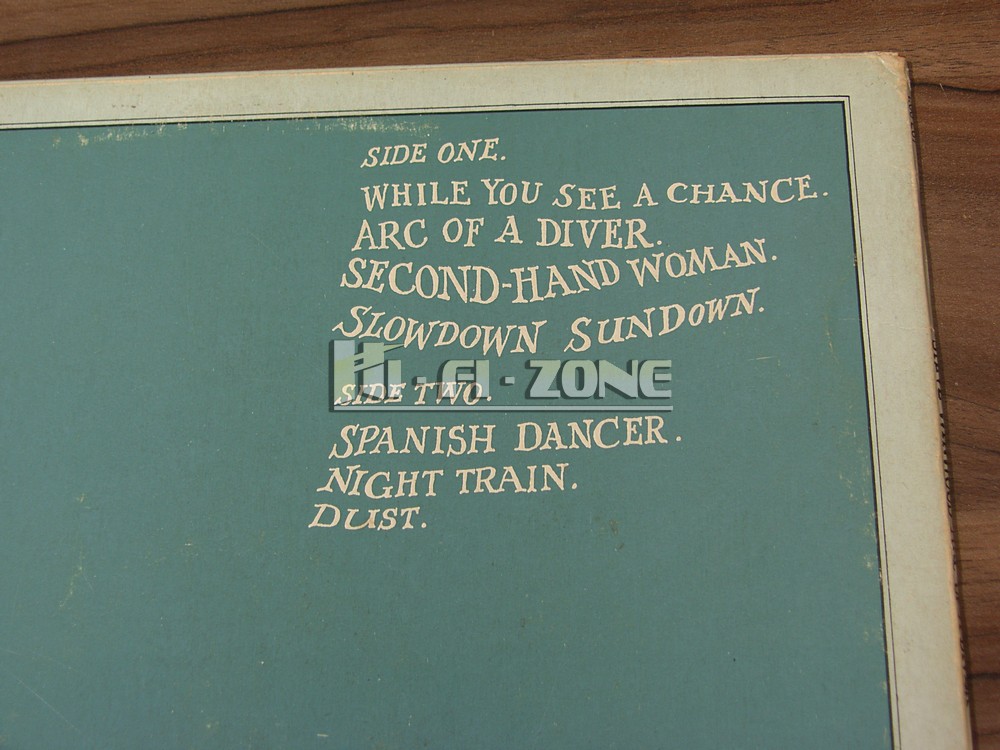 SIDE ONE.
WHILE YOU SEE A CHANCE.
ARC OF A DIVER.
SECOND-HAND WOMAN.
SLOWDOWN SUNDOWN.
HI-FI-ZONE
SIDE TWO.
SPANISH DANCER.
NIGHT TRAIN.
DUST.